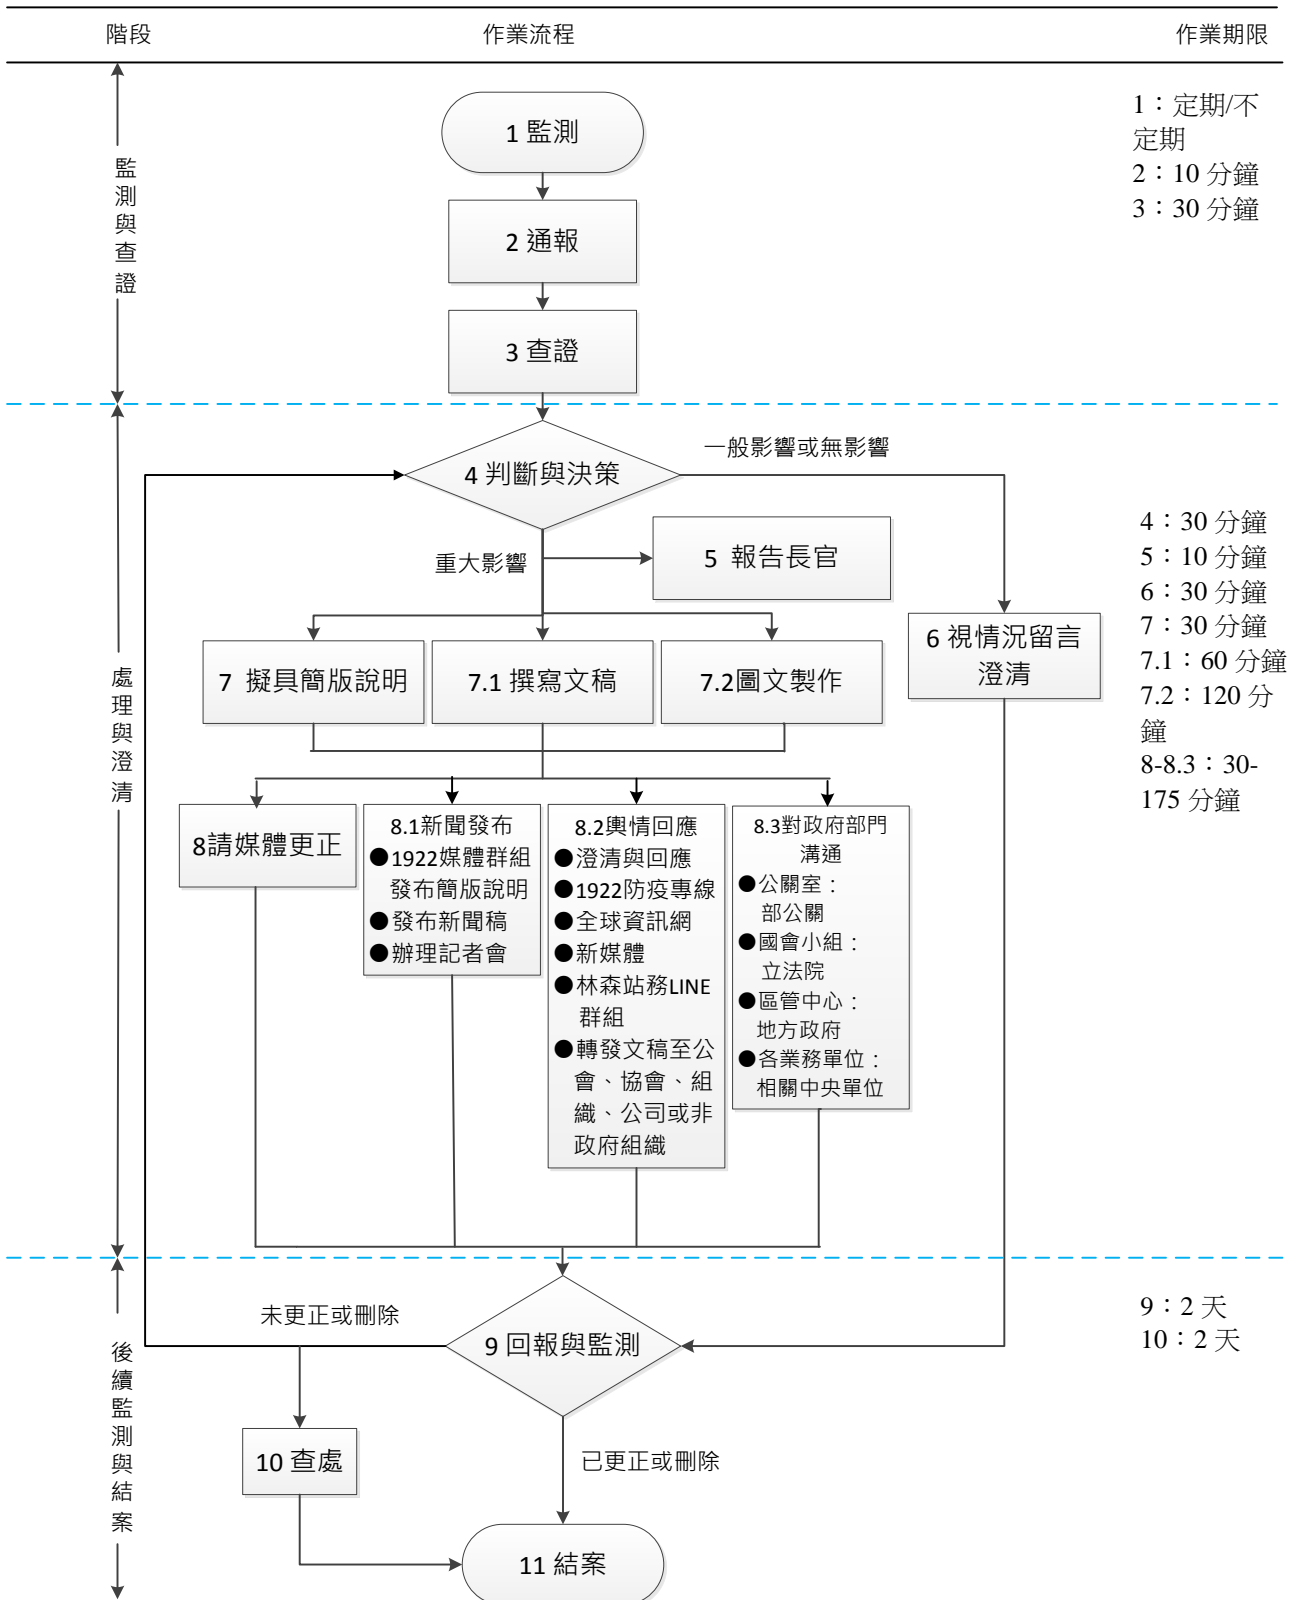 階段
作業流程
作業期限
監測與查證
1 監測
2 通報
3 查證
1：定期/不
定期
2：10 分鐘
3：30 分鐘
處理與澄清
4 判斷與決策
一般影響或無影響
重大影響
5 報告長官
6 視情況留言
澄清
7 擬具簡版說明
7.1 撰寫文稿
7.2圖文製作
8請媒體更正
8.1新聞發布
●1922媒體群組
發布簡版說明
●發布新聞稿
●辦理記者會
8.2輿情回應
●澄清與回應
●1922防疫專線
●全球資訊網
●新媒體
●林森站務LINE
群組
●轉發文稿至公
會、協會、組
織、公司或非
政府組織
8.3對政府部門
溝通
●公關室：
部公關
●國會小組：
立法院
●區管中心：
地方政府
●各業務單位：
相關中央單位
4：30 分鐘
5：10 分鐘
6：30 分鐘
7：30 分鐘
7.1：60 分鐘
7.2：120 分
鐘
8-8.3：30-
175 分鐘
後續監測與結案
未更正或刪除
9 回報與監測
10 查處
已更正或刪除
11 結案
9：2 天
10：2 天